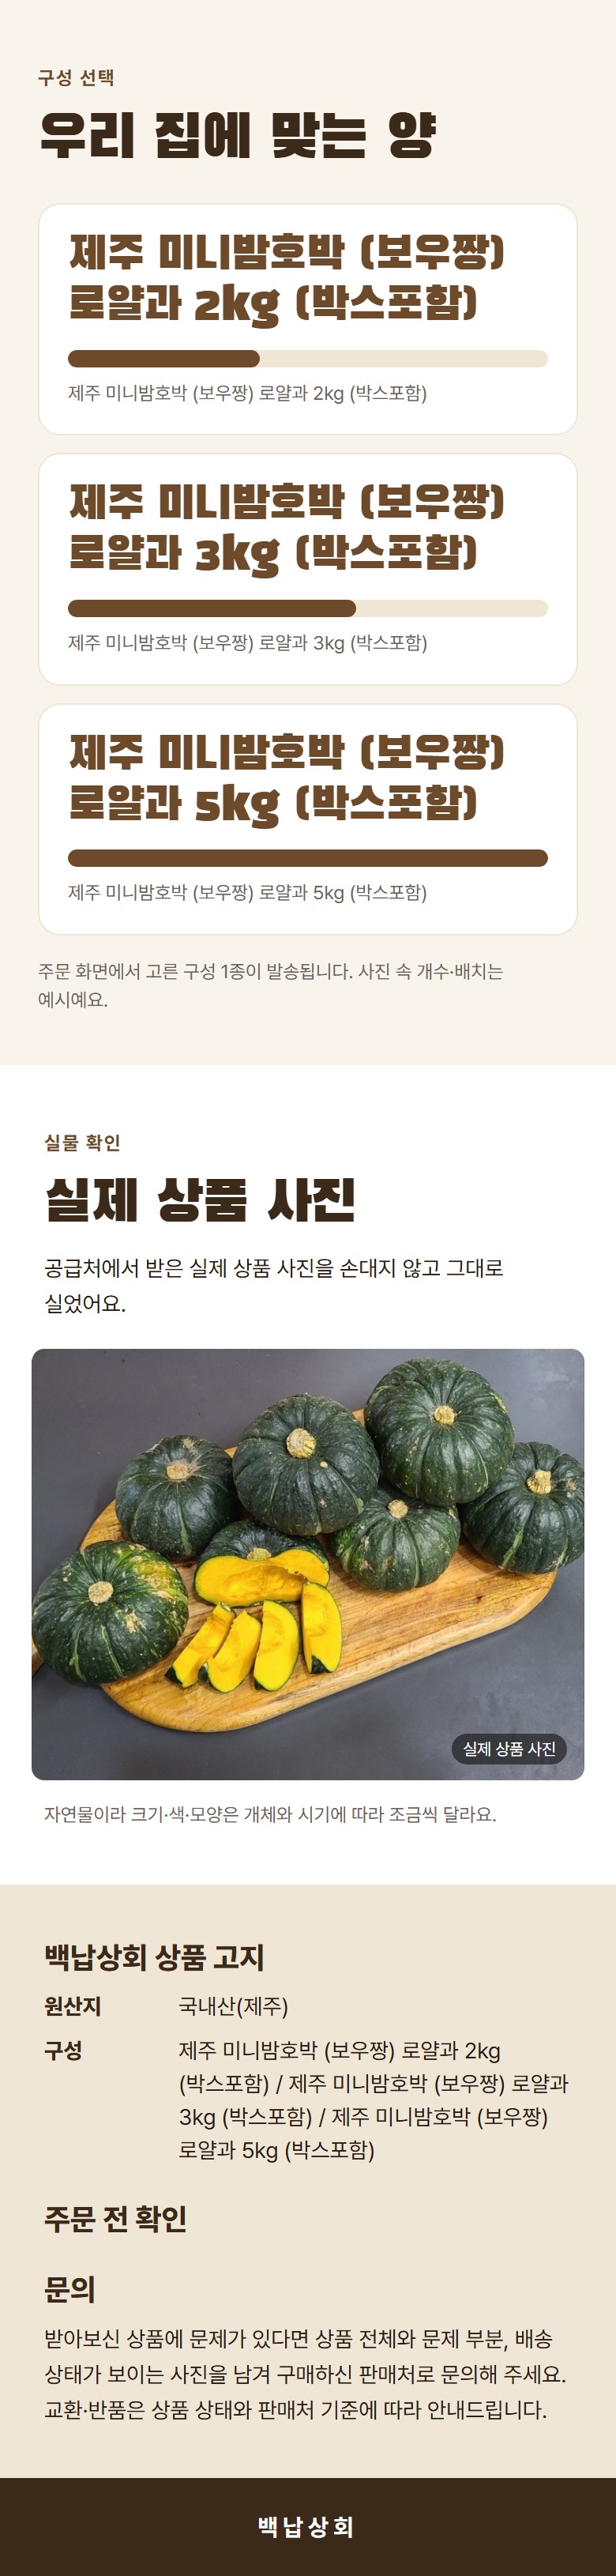 구성 선택
우리 집에 맞는 양
제주 미니밤호박 (보우짱)
로얄과 2kg (박스포함)
제주 미니밤호박 (보우짱) 로얄과 2kg (박스포함)
제주 미니밤호박 (보우짱)
로얄과 3kg (박스포함)
제주 미니밤호박 (보우짱) 로얄과 3kg (박스포함)
제주 미니밤호박 (보우짱)
로얄과 5kg (박스포함)
제주 미니밤호박 (보우짱) 로얄과 5kg (박스포함)
주문 화면에서 고른 구성 1종이 발송됩니다. 사진 속 개수·배치는
예시예요.
실물 확인
실제 상품 사진
공급처에서 받은 실제 상품 사진을 손대지 않고 그대로
실었어요.
실제 상품 사진
자연물이라 크기·색·모양은 개체와 시기에 따라 조금씩 달라요.
백납상회 상품 고지
원산지 국내산(제주)
구성 제주 미니밤호박 (보우짱) 로얄과 2kg
(박스포함) / 제주 미니밤호박 (보우짱) 로얄과
3kg (박스포함) / 제주 미니밤호박 (보우짱)
로얄과 5kg (박스포함)
주문 전 확인
문의
받아보신 상품에 문제가 있다면 상품 전체와 문제 부분, 배송
상태가 보이는 사진을 남겨 구매하신 판매처로 문의해 주세요.
교환·반품은 상품 상태와 판매처 기준에 따라 안내드립니다.
백납상회